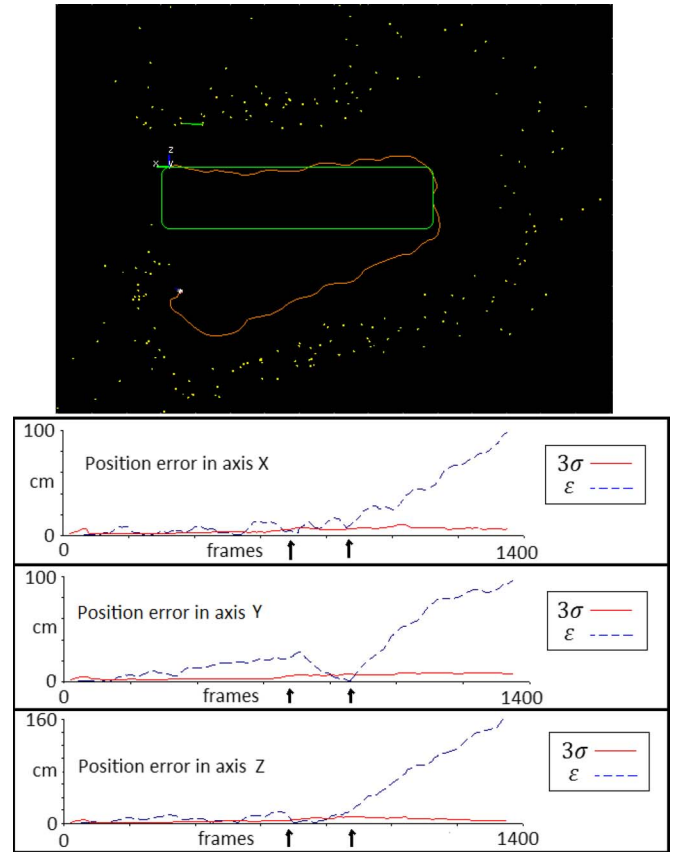 z
x y
100
cm
0
Position error in axis X
3σ
ε
0 frames 1400
100
cm
0
Position error in axis Y
3σ
ε
0 frames 1400
160
cm
0
Position error in axis Z
3σ
ε
0 frames 1400